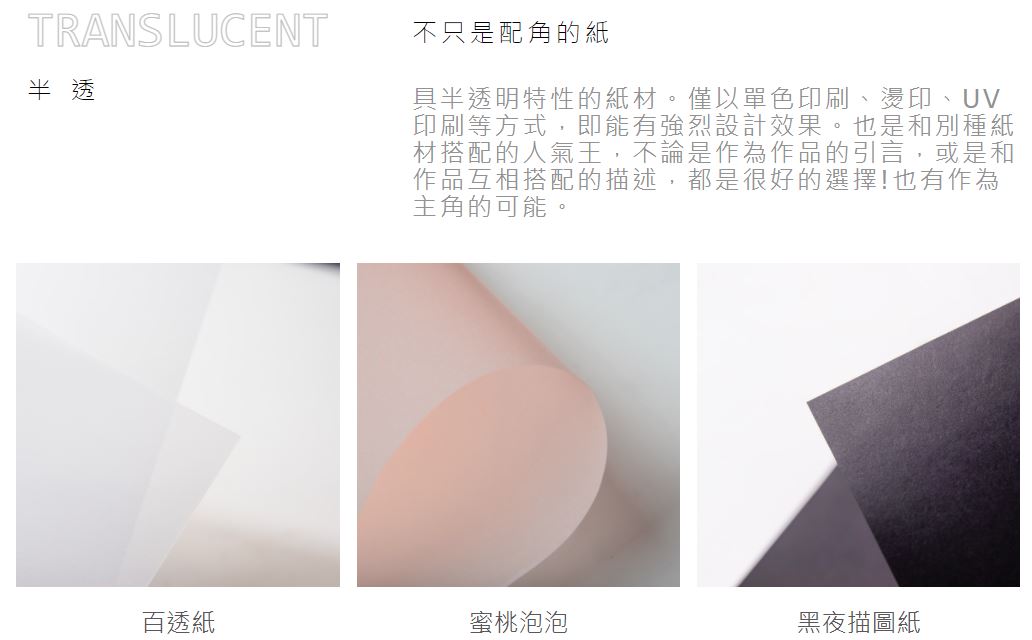 TRANSLUCENT
半 透
不只是配角的紙
具半透明特性的紙材。僅以單色印刷、燙印、UV
印刷等方式，即能有強烈設計效果。也是和別種紙
材搭配的人氣王，不論是作為作品的引言，或是和
作品互相搭配的描述，都是很好的選擇!也有作為
主角的可能。
百透紙
蜜桃泡泡
黑夜描圖紙